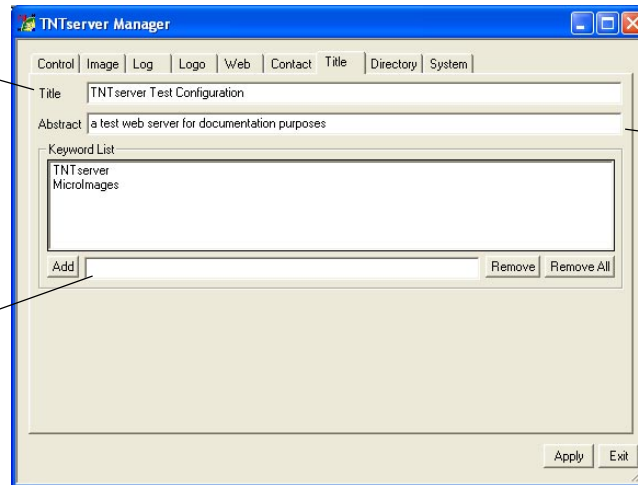 TNTserver Manager
Control Image Log Logo Web Contact Title Directory System
Title TNTserver Test Configuration
Abstract a test web server for documentation purposes
Keyword List
TNTserver
MicroImages
Add Remove Remove All
Apply Exit